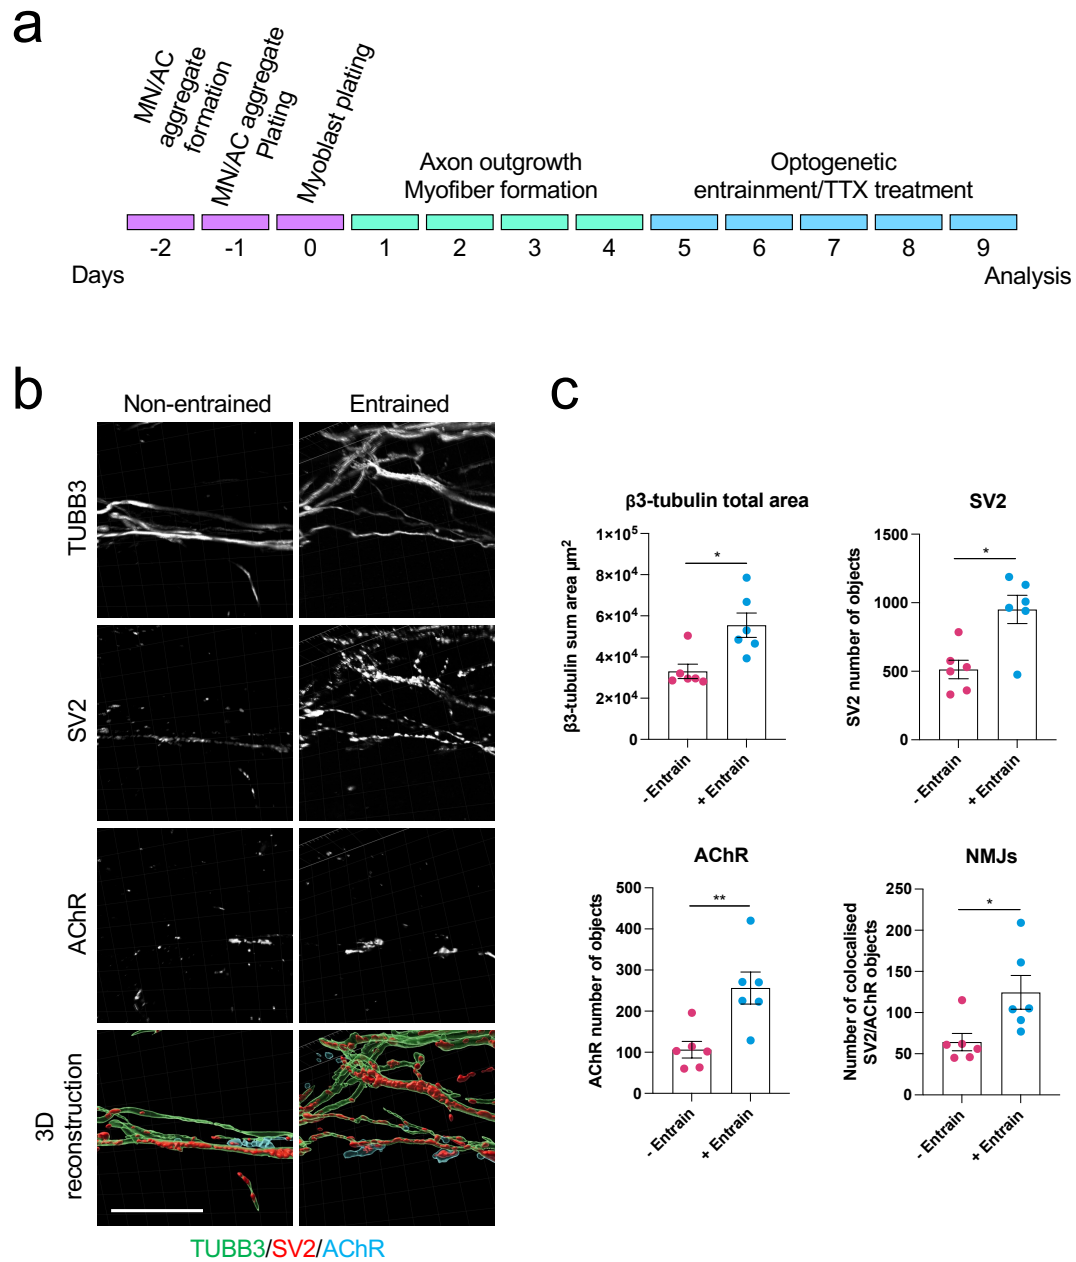 a
MN/AC
aggregate
formation
MN/AC aggregate
Plating
Myoblast plating
Axon outgrowth
Myofiber formation
Optogenetic
entrainment/TTX treatment
-2 -1 0 1 2 3 4 5 6 7 8 9
Days
Analysis
b
Non-entrained
Entrained
TUBB3
SV2
AChR
3D
reconstruction
TUBB3/SV2/AChR
c
β3-tubulin total area
β3-tubulin sum area µm²
1×10⁵
8×10⁴
6×10⁴
4×10⁴
2×10⁴
0
*
- Entrain
+ Entrain
SV2
SV2 number of objects
1500
1000
500
0
*
- Entrain
+ Entrain
AChR
AChR number of objects
500
400
300
200
100
0
**
- Entrain
+ Entrain
NMJs
Number of colocalised
SV2/AChR objects
250
200
150
100
50
0
*
- Entrain
+ Entrain